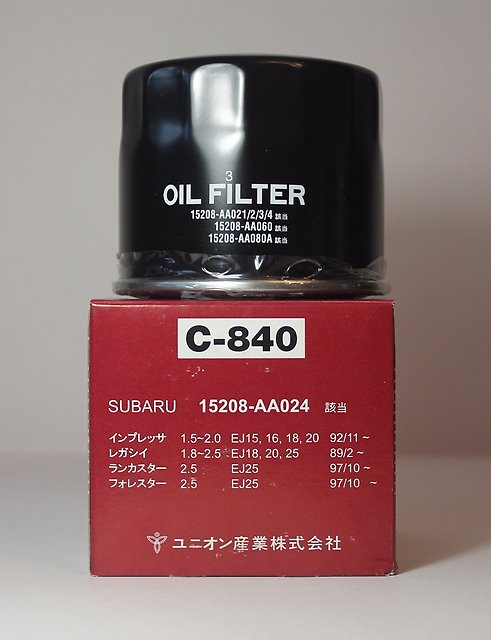 3
OIL FILTER
15208-AA021/2/3/4 該当
15208-AA060 該当
15208-AA080A 該当
C-840
SUBARU 15208-AA024 該当
インプレッサ 1.5~2.0 EJ15, 16, 18, 20 92/11 ~
レガシイ 1.8~2.5 EJ18, 20, 25 89/2 ~
ランカスター 2.5 EJ25 97/10 ~
フォレスター 2.5 EJ25 97/10 ~
ユニオン産業株式会社